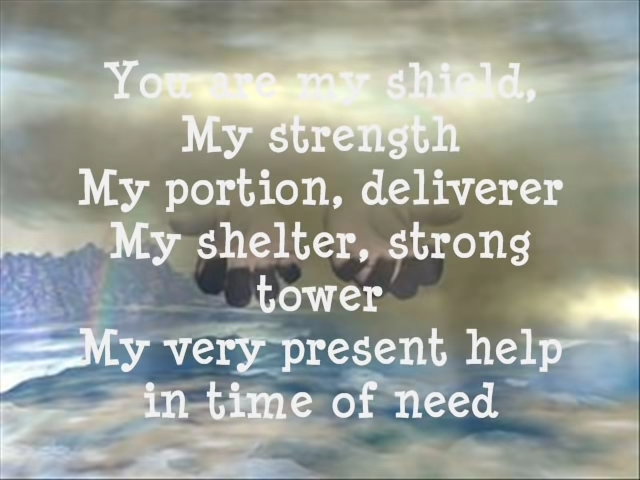 You are my shield,
My strength
My portion, deliverer
My shelter, strong
tower
My very present help
in time of need